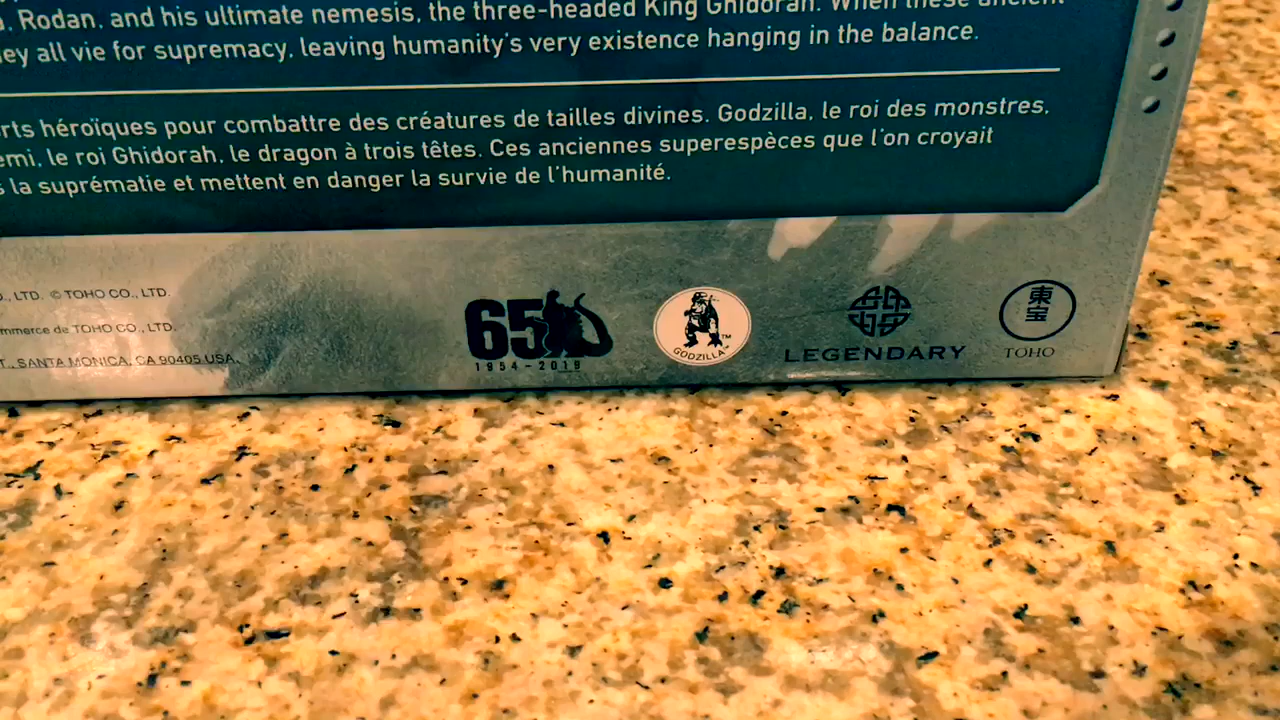 Rodan, and his ultimate nemesis, the three-headed King Ghidorah. When these ancient
ey all vie for supremacy, leaving humanity's very existence hanging in the balance.
rts héroïques pour combattre des créatures de tailles divines. Godzilla, le roi des monstres,
emi, le roi Ghidorah, le dragon à trois têtes. Ces anciennes superespèces que l'on croyait
s la suprématie et mettent en danger la survie de l'humanité.
., LTD. © TOHO CO., LTD.
mmerce de TOHO CO., LTD.
T., SANTA MONICA, CA 90405 USA.
65
1954-2019
GODZILLA™
LEGENDARY
東宝
TOHO